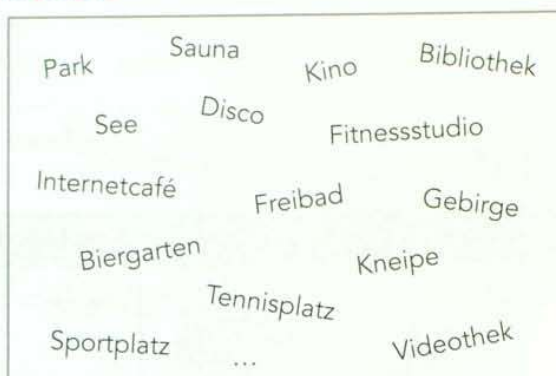 Park Sauna Kino Bibliothek
See Disco Fitnessstudio
Internetcafé Freibad Gebirge
Biergarten Kneipe
Tennisplatz
Sportplatz ... Videothek